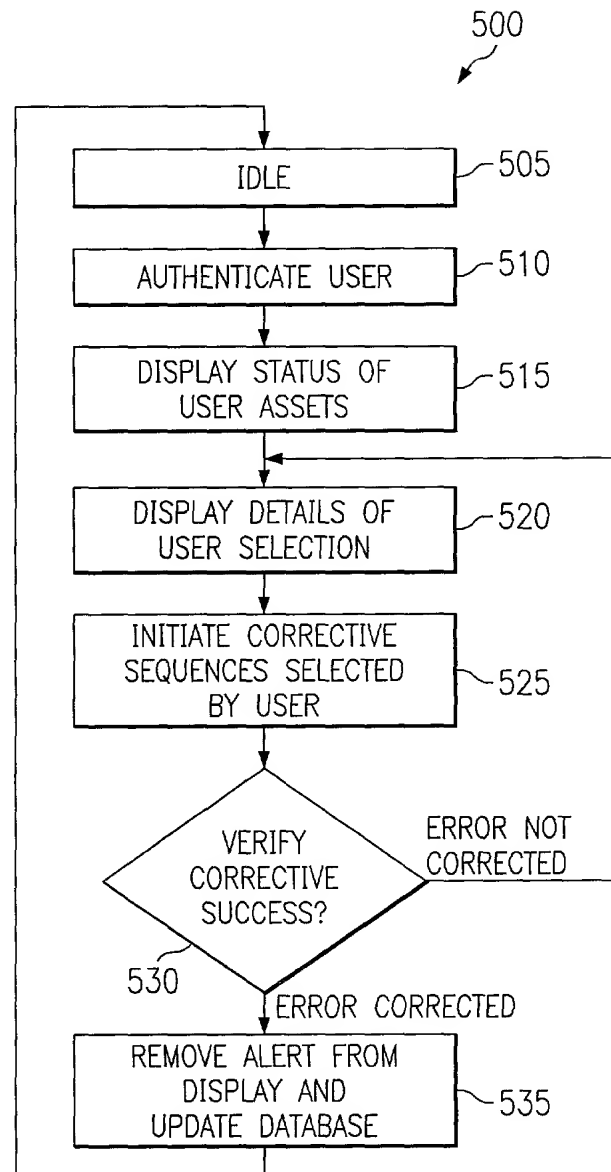 500
IDLE
505
AUTHENTICATE USER
510
DISPLAY STATUS OF
USER ASSETS
515
DISPLAY DETAILS OF
USER SELECTION
520
INITIATE CORRECTIVE
SEQUENCES SELECTED
BY USER
525
VERIFY
CORRECTIVE
SUCCESS?
530
ERROR NOT
CORRECTED
ERROR CORRECTED
REMOVE ALERT FROM
DISPLAY AND
UPDATE DATABASE
535